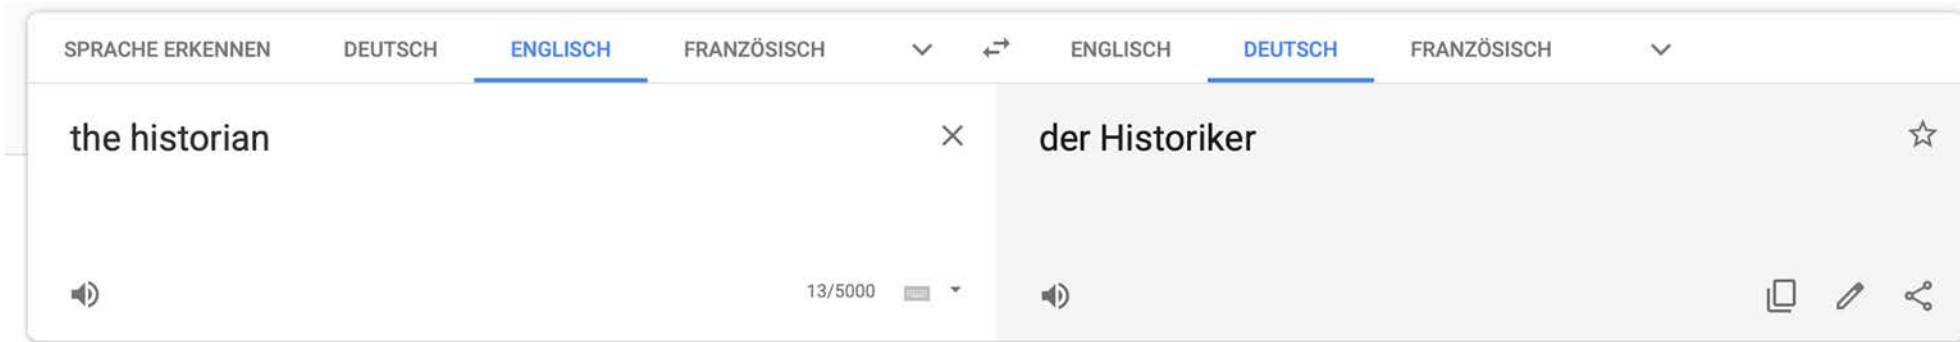 SPRACHE ERKENNEN DEUTSCH ENGLISCH FRANZÖSISCH ENGLISCH DEUTSCH FRANZÖSISCH
the historian
der Historiker
13/5000